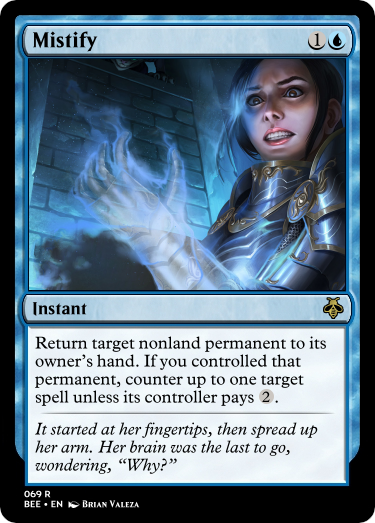 Mistify 1
Instant
Return target nonland permanent to its
owner's hand. If you controlled that
permanent, counter up to one target
spell unless its controller pays 2.
It started at her fingertips, then spread up
her arm. Her brain was the last to go,
wondering, “Why?”
069 R
BEE • EN Brian Valeza